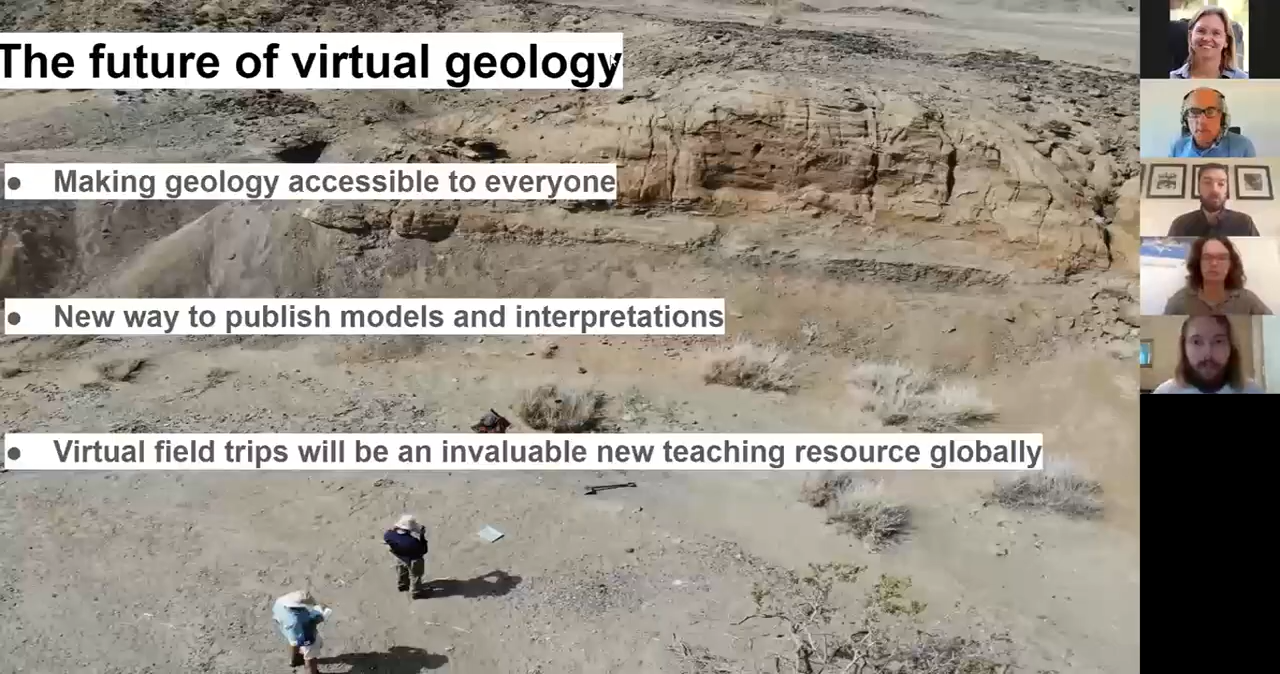 The future of virtual geology
● Making geology accessible to everyone
● New way to publish models and interpretations
● Virtual field trips will be an invaluable new teaching resource globally